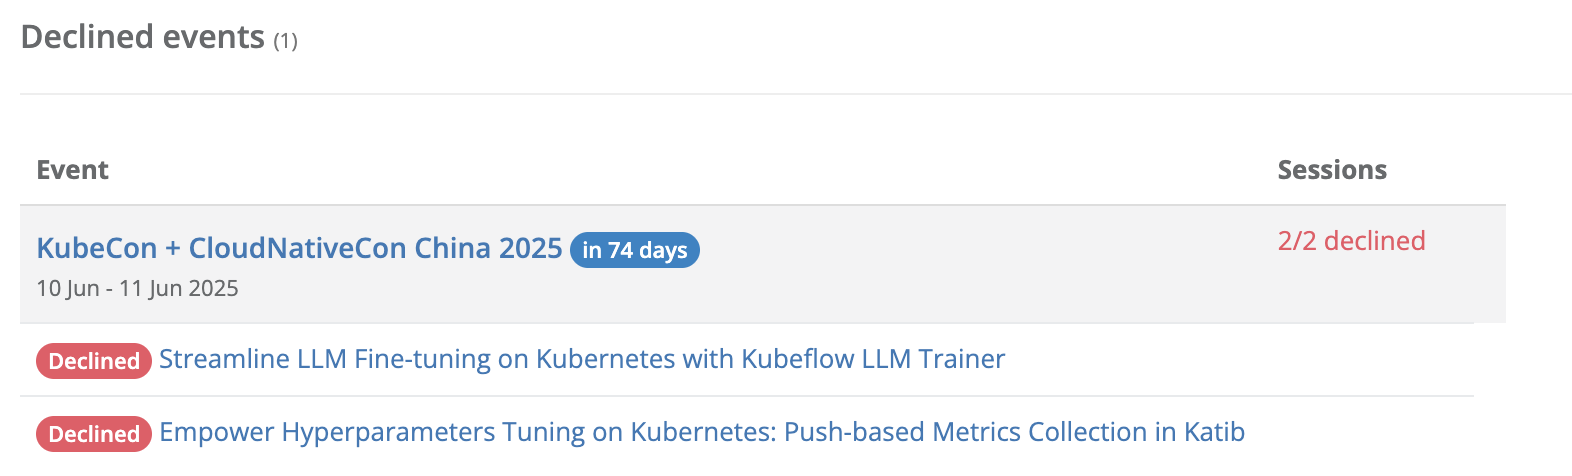 Declined events (1)
Event Sessions
KubeCon + CloudNativeCon China 2025 in 74 days 2/2 declined
10 Jun - 11 Jun 2025
Declined Streamline LLM Fine-tuning on Kubernetes with Kubeflow LLM Trainer
Declined Empower Hyperparameters Tuning on Kubernetes: Push-based Metrics Collection in Katib